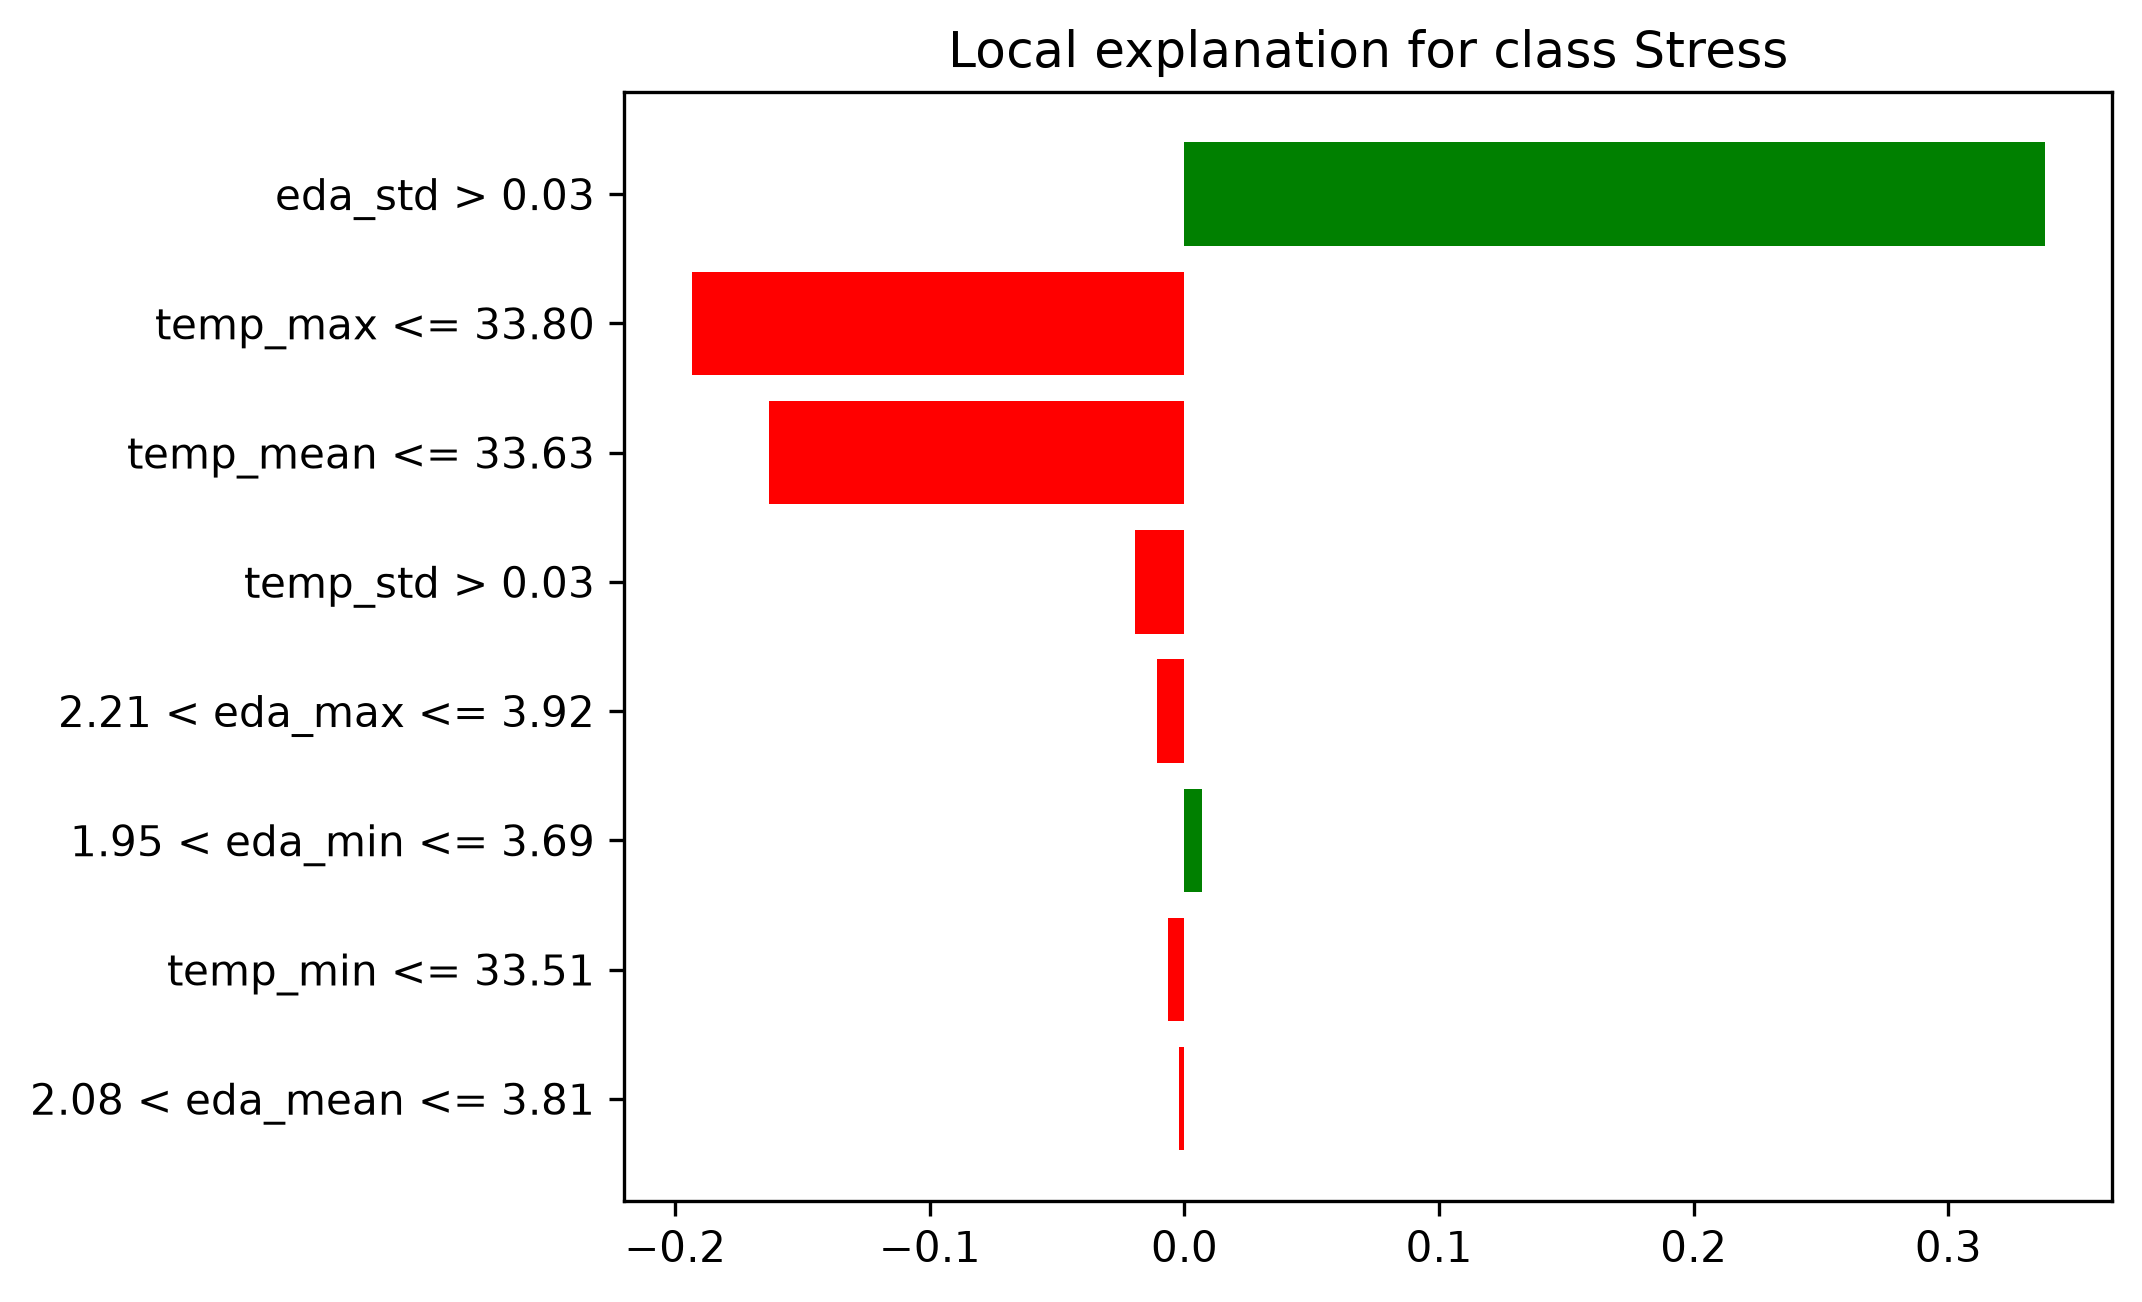 Local explanation for class Stress
eda_std > 0.03
temp_max <= 33.80
temp_mean <= 33.63
temp_std > 0.03
2.21 < eda_max <= 3.92
1.95 < eda_min <= 3.69
temp_min <= 33.51
2.08 < eda_mean <= 3.81
−0.2 −0.1 0.0 0.1 0.2 0.3